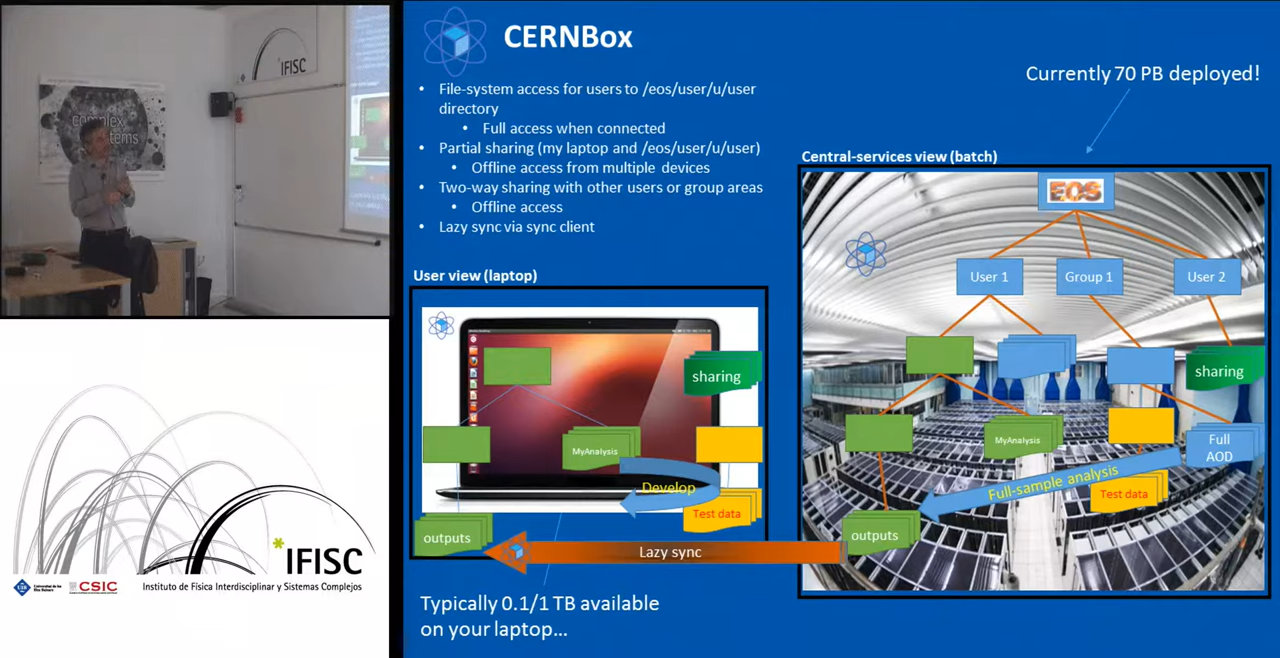 IFISC
complex
tems
CERNBox
Currently 70 PB deployed!
• File-system access for users to /eos/user/u/user
directory
• Full access when connected
• Partial sharing (my laptop and /eos/user/u/user)
• Offline access from multiple devices
• Two-way sharing with other users or group areas
• Offline access
• Lazy sync via sync client
Central-services view (batch)
EOS
User 1
Group 1
User 2
sharing
MyAnalysis
Full
AOD
Full-sample analysis
Test data
outputs
User view (laptop)
sharing
MyAnalysis
Develop
Test data
outputs
Lazy sync
Typically 0.1/1 TB available
on your laptop...
*IFISC
CSIC
Instituto de Física Interdisciplinar y Sistemas Complejos